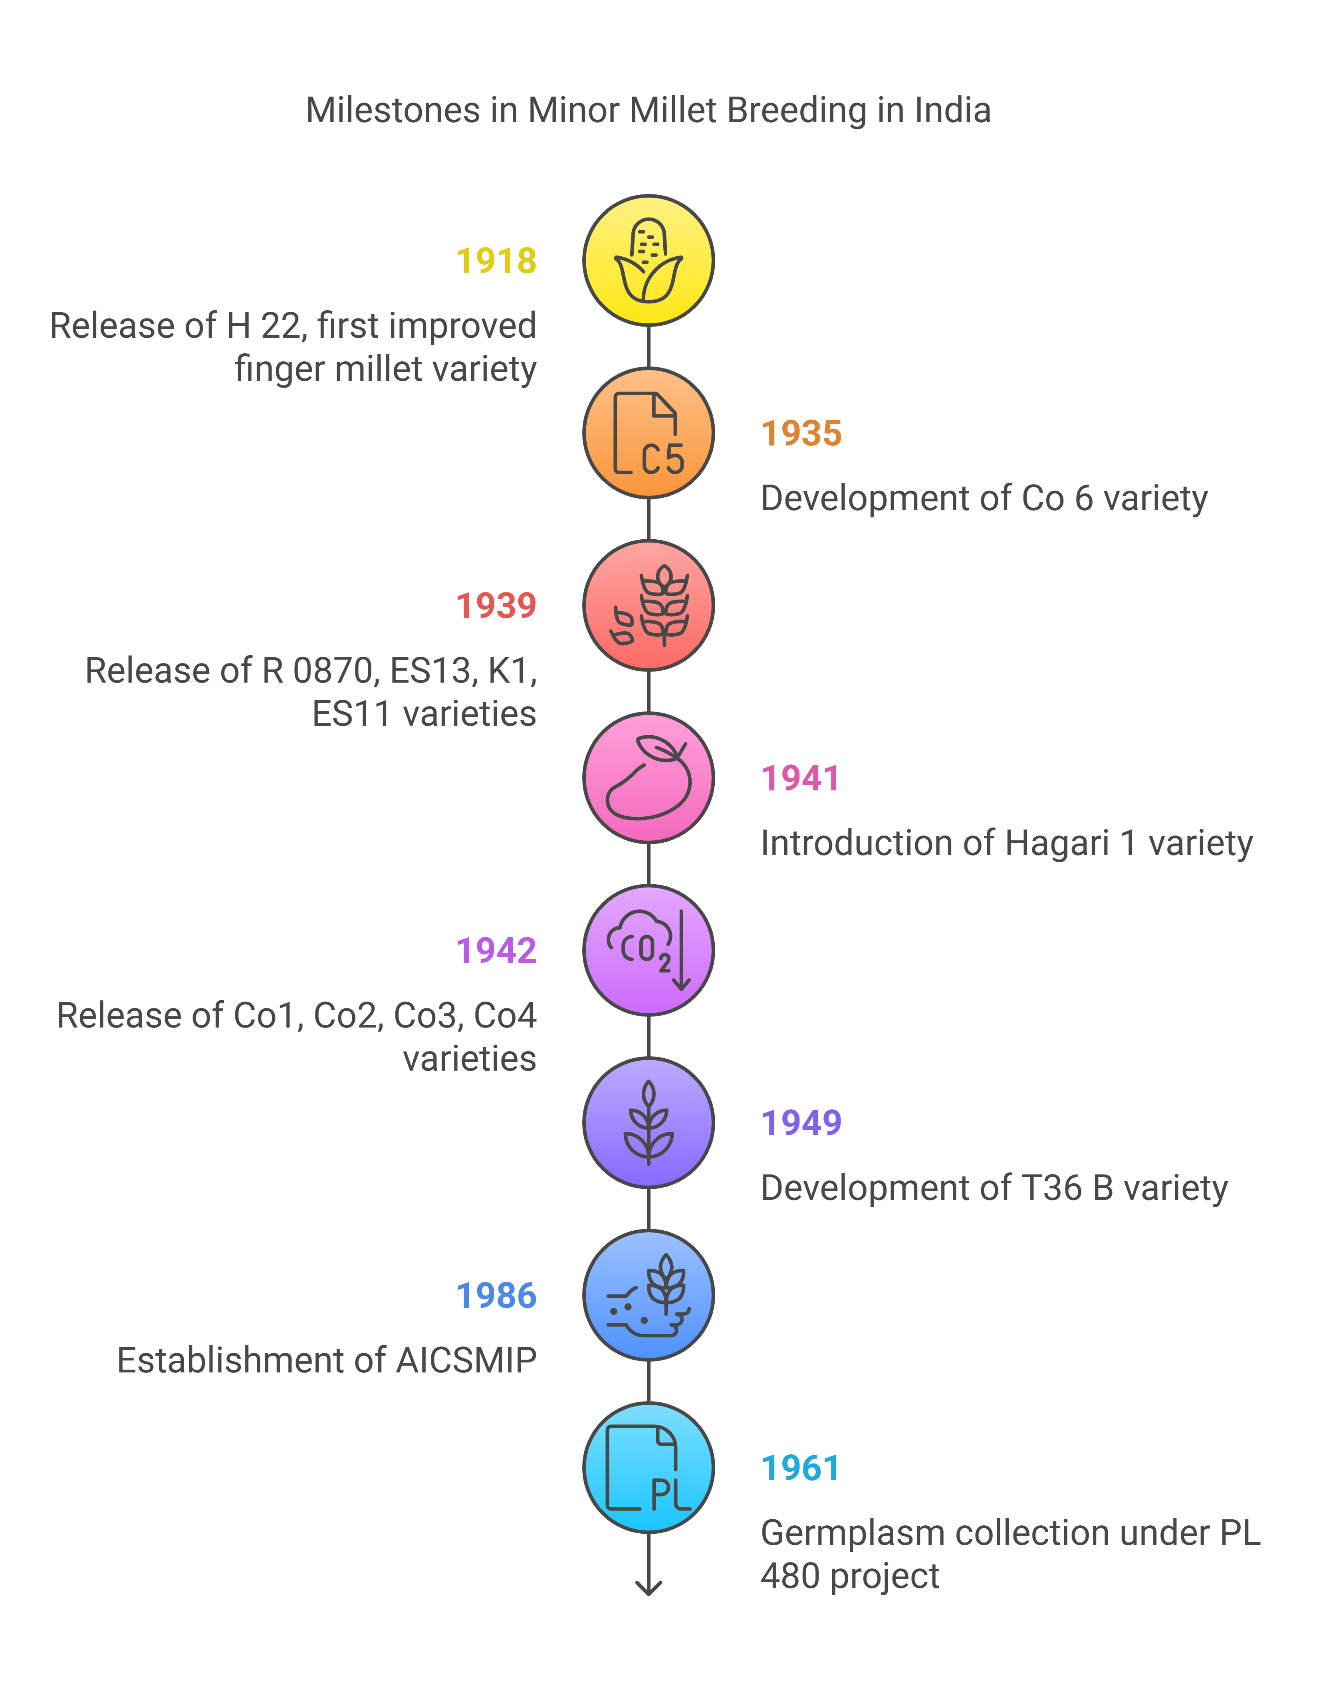 Milestones in Minor Millet Breeding in India
1918
Release of H 22, first improved
finger millet variety
C5
1935
Development of Co 6 variety
1939
Release of R 0870, ES13, K1,
ES11 varieties
1941
Introduction of Hagari 1 variety
CO2
1942
Release of Co1, Co2, Co3, Co4
varieties
1949
Development of T36 B variety
1986
Establishment of AICSMIP
PL
1961
Germplasm collection under PL
480 project